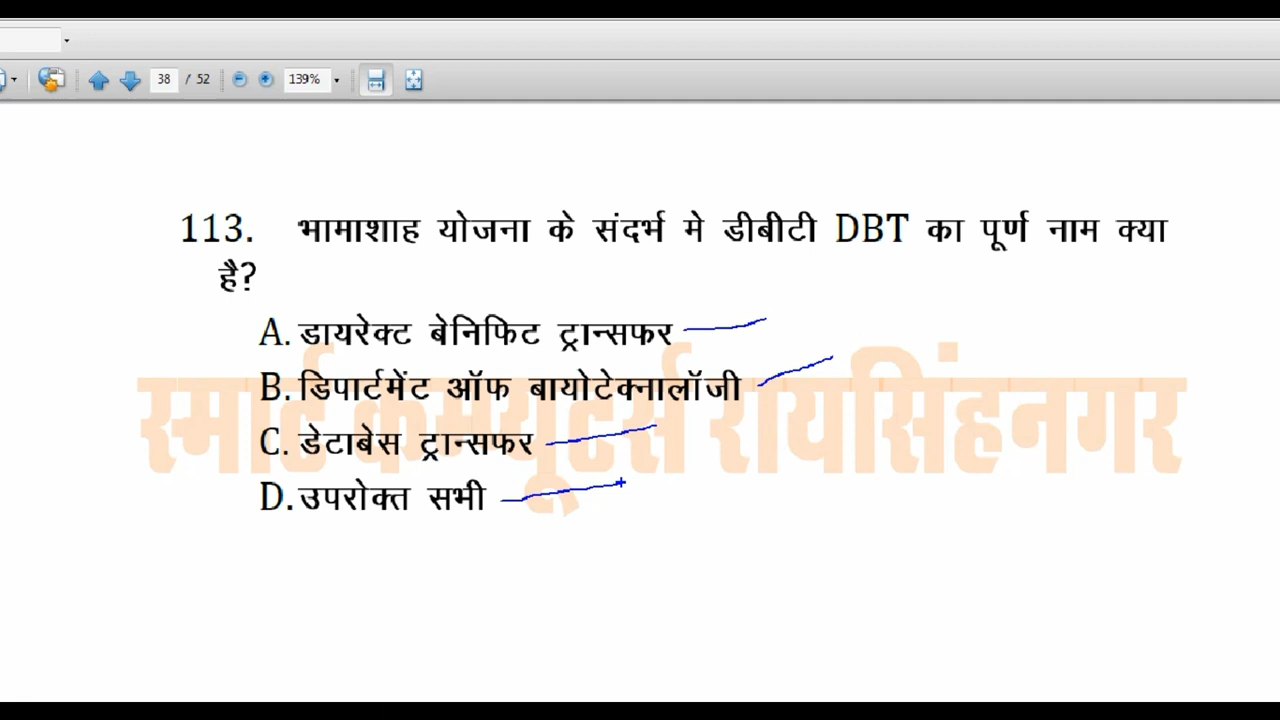 38 / 52 139%
113. भामाशाह योजना के संदर्भ मे डीबीटी DBT का पूर्ण नाम क्या
है?
A. डायरेक्ट बेनिफिट ट्रान्सफर
B. डिपार्टमेंट ऑफ बायोटेक्नालॉजी
C. डेटाबेस ट्रान्सफर
D. उपरोक्त सभी
स्मार्ट कम्प्यूटर्स रायसिंहनगर